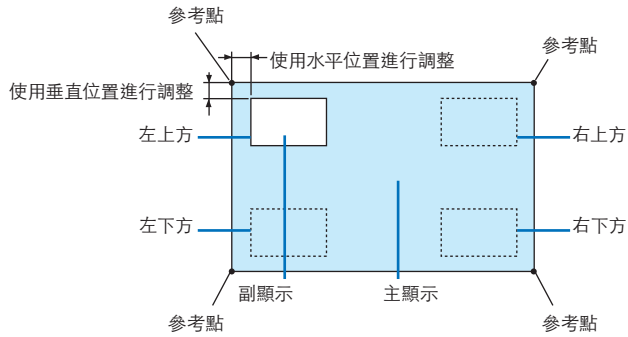 參考點
參考點
使用水平位置進行調整
使用垂直位置進行調整
左上方
右上方
左下方
右下方
副顯示
主顯示
參考點
參考點